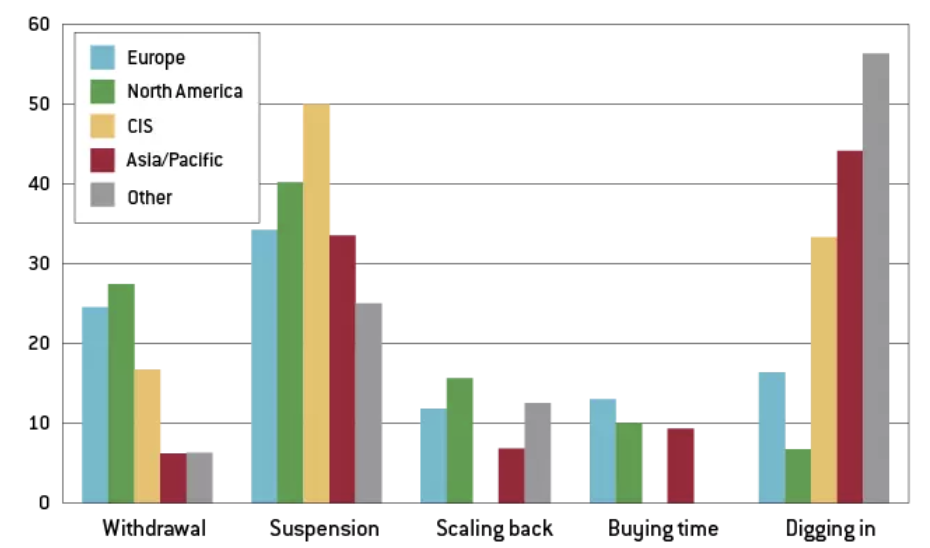 60
50
40
30
20
10
0
Europe
North America
CIS
Asia/Pacific
Other
Withdrawal
Suspension
Scaling back
Buying time
Digging in